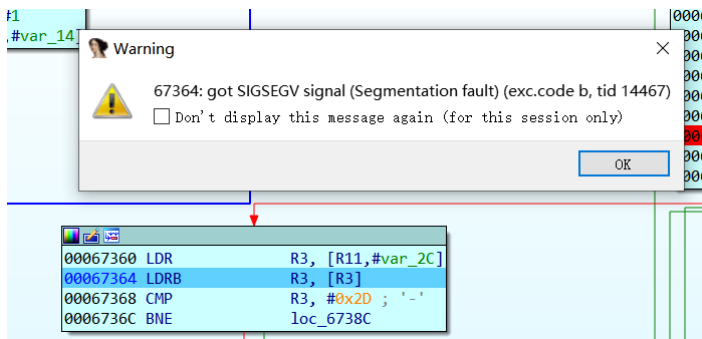 #1
,#var_14]
Warning
67364: got SIGSEGV signal (Segmentation fault) (exc.code b, tid 14467)
Don't display this message again (for this session only)
OK
00067360 LDR R3, [R11,#var_2C]
00067364 LDRB R3, [R3]
00067368 CMP R3, #0x2D ; '-'
0006736C BNE loc_6738C